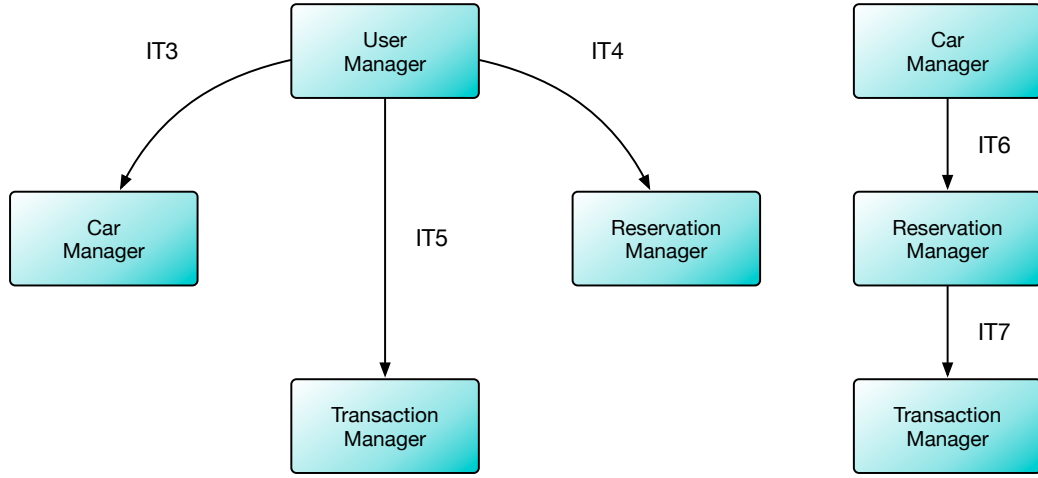 User
Manager
IT3
IT4
Car
Manager
IT5
Reservation
Manager
Transaction
Manager
Car
Manager
IT6
Reservation
Manager
IT7
Transaction
Manager